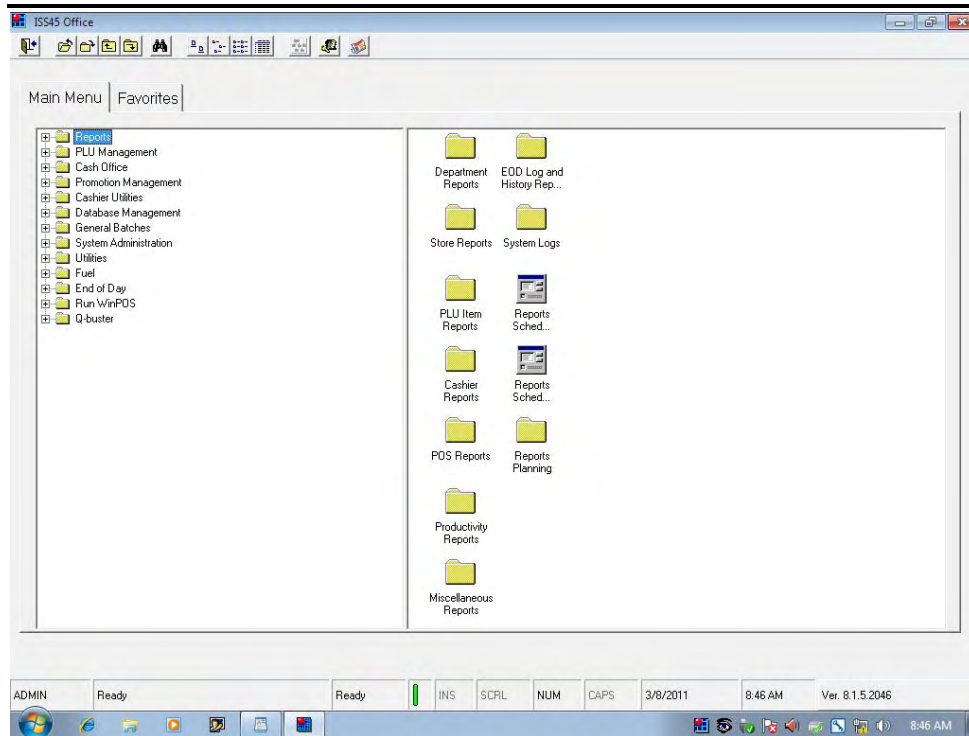 ISS45 Office
Main Menu
Favorites
Reports
PLU Management
Cash Office
Promotion Management
Cashier Utilities
Database Management
General Batches
System Administration
Utilities
Fuel
End of Day
Run WinPOS
Q-buster
Department
Reports
EOD Log and
History Rep...
Store Reports
System Logs
PLU Item
Reports
Reports
Sched...
Cashier
Reports
Reports
Sched...
POS Reports
Reports
Planning
Productivity
Reports
Miscellaneous
Reports
ADMIN
Ready
Ready
INS
SCRL
NUM
CAPS
3/8/2011
8:46 AM
Ver. 8.1.5.2046
8:46 AM